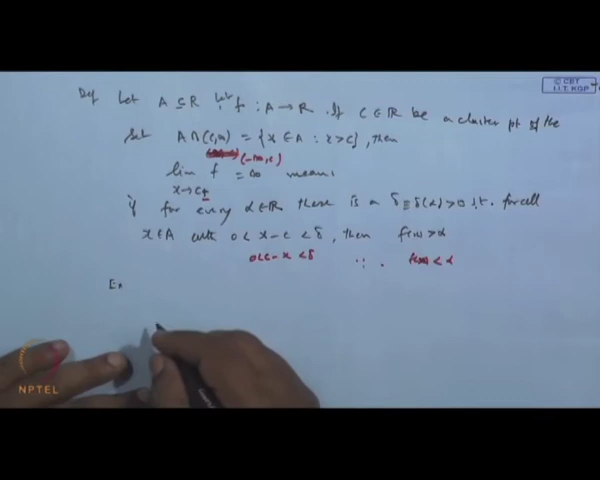 © CET
I.I.T. KGP
Def Let A ⊆ R let f : A → R . If c ∈ R be a cluster pt of the
set A ∩ (c, ∞) = {x ∈ A : x > c}, then
(-∞, c)
lim f = ∞ means
x → c+
if for every α ∈ R there is a δ ≡ δ(α) > 0 s.t. for all
x ∈ A with 0 < x - c < δ, then f(x) > α
0 < c - x < δ f(x) < α
Ex
NPTEL